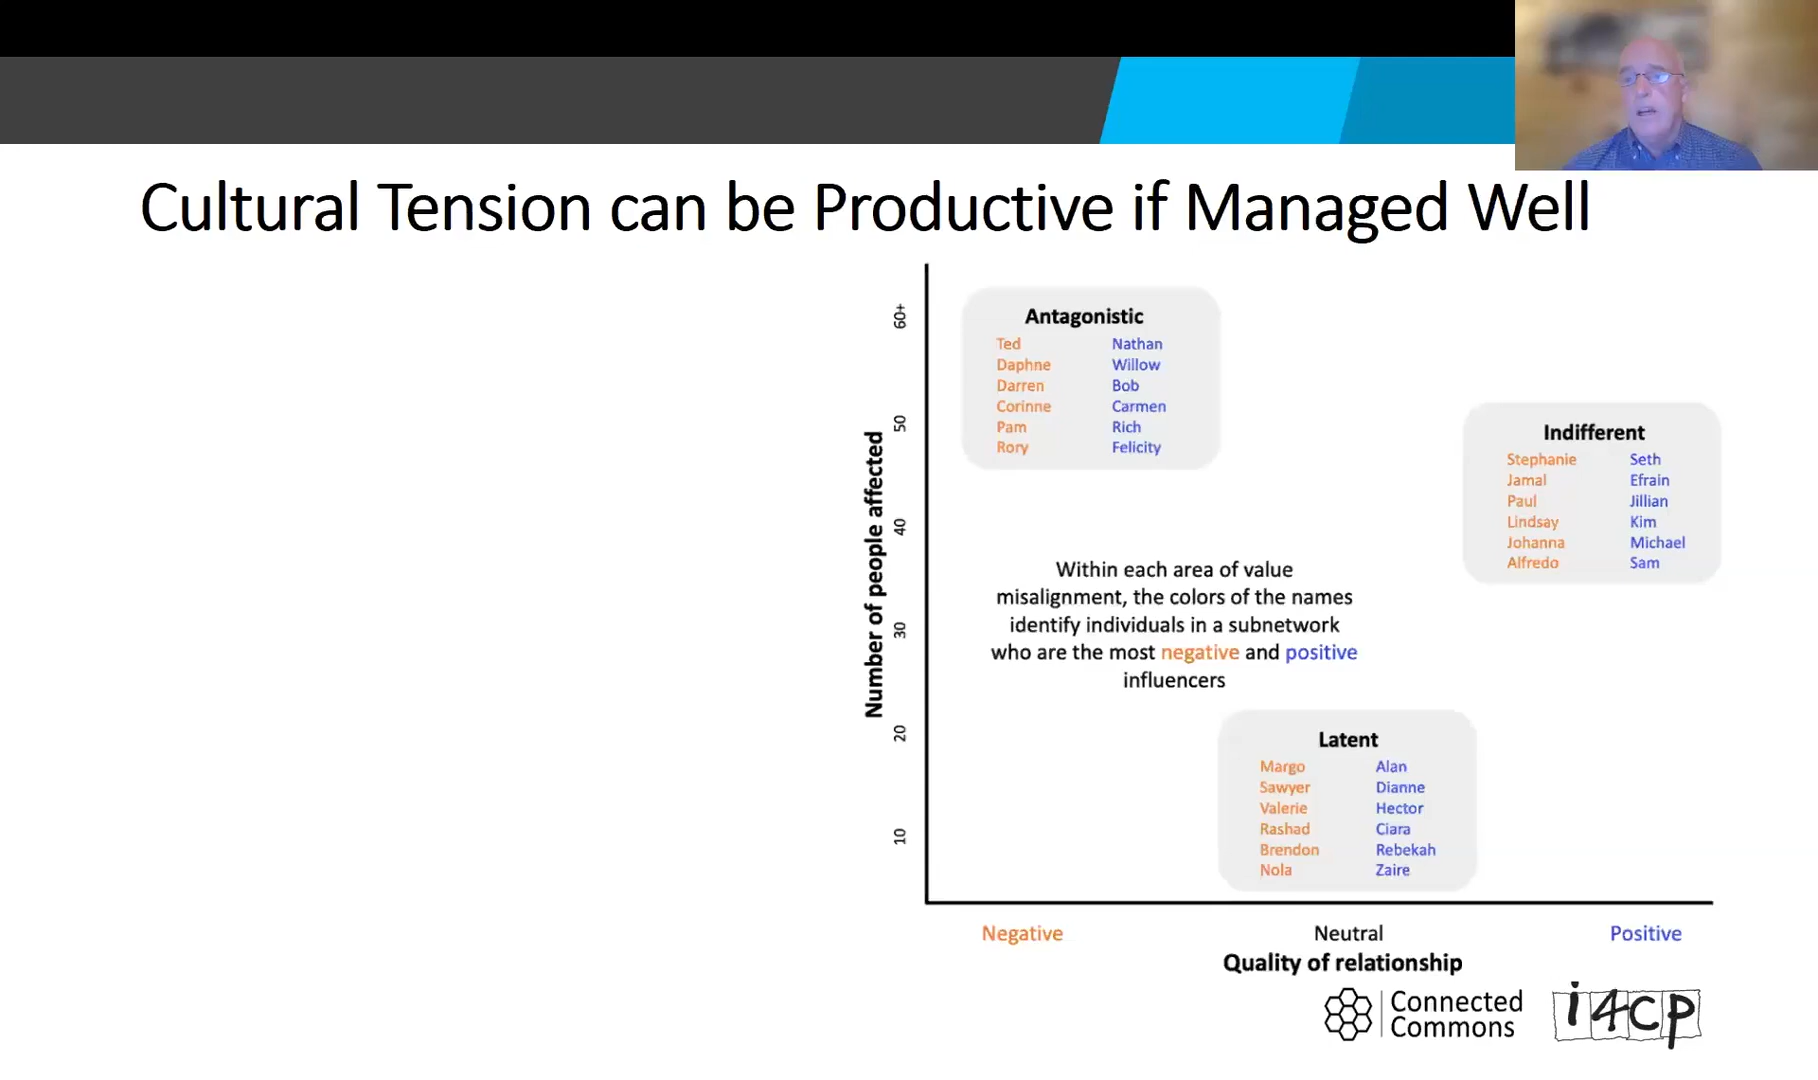 Cultural Tension can be Productive if Managed Well
Number of people affected
60+
50
40
30
20
10
Antagonistic
Ted Nathan
Daphne Willow
Darren Bob
Corinne Carmen
Pam Rich
Rory Felicity
Indifferent
Stephanie Seth
Jamal Efrain
Paul Jillian
Lindsay Kim
Johanna Michael
Alfredo Sam
Within each area of value
misalignment, the colors of the names
identify individuals in a subnetwork
who are the most negative and positive
influencers
Latent
Margo Alan
Sawyer Dianne
Valerie Hector
Rashad Ciara
Brendon Rebekah
Nola Zaire
Negative Neutral Positive
Quality of relationship
Connected
Commons
i4cp